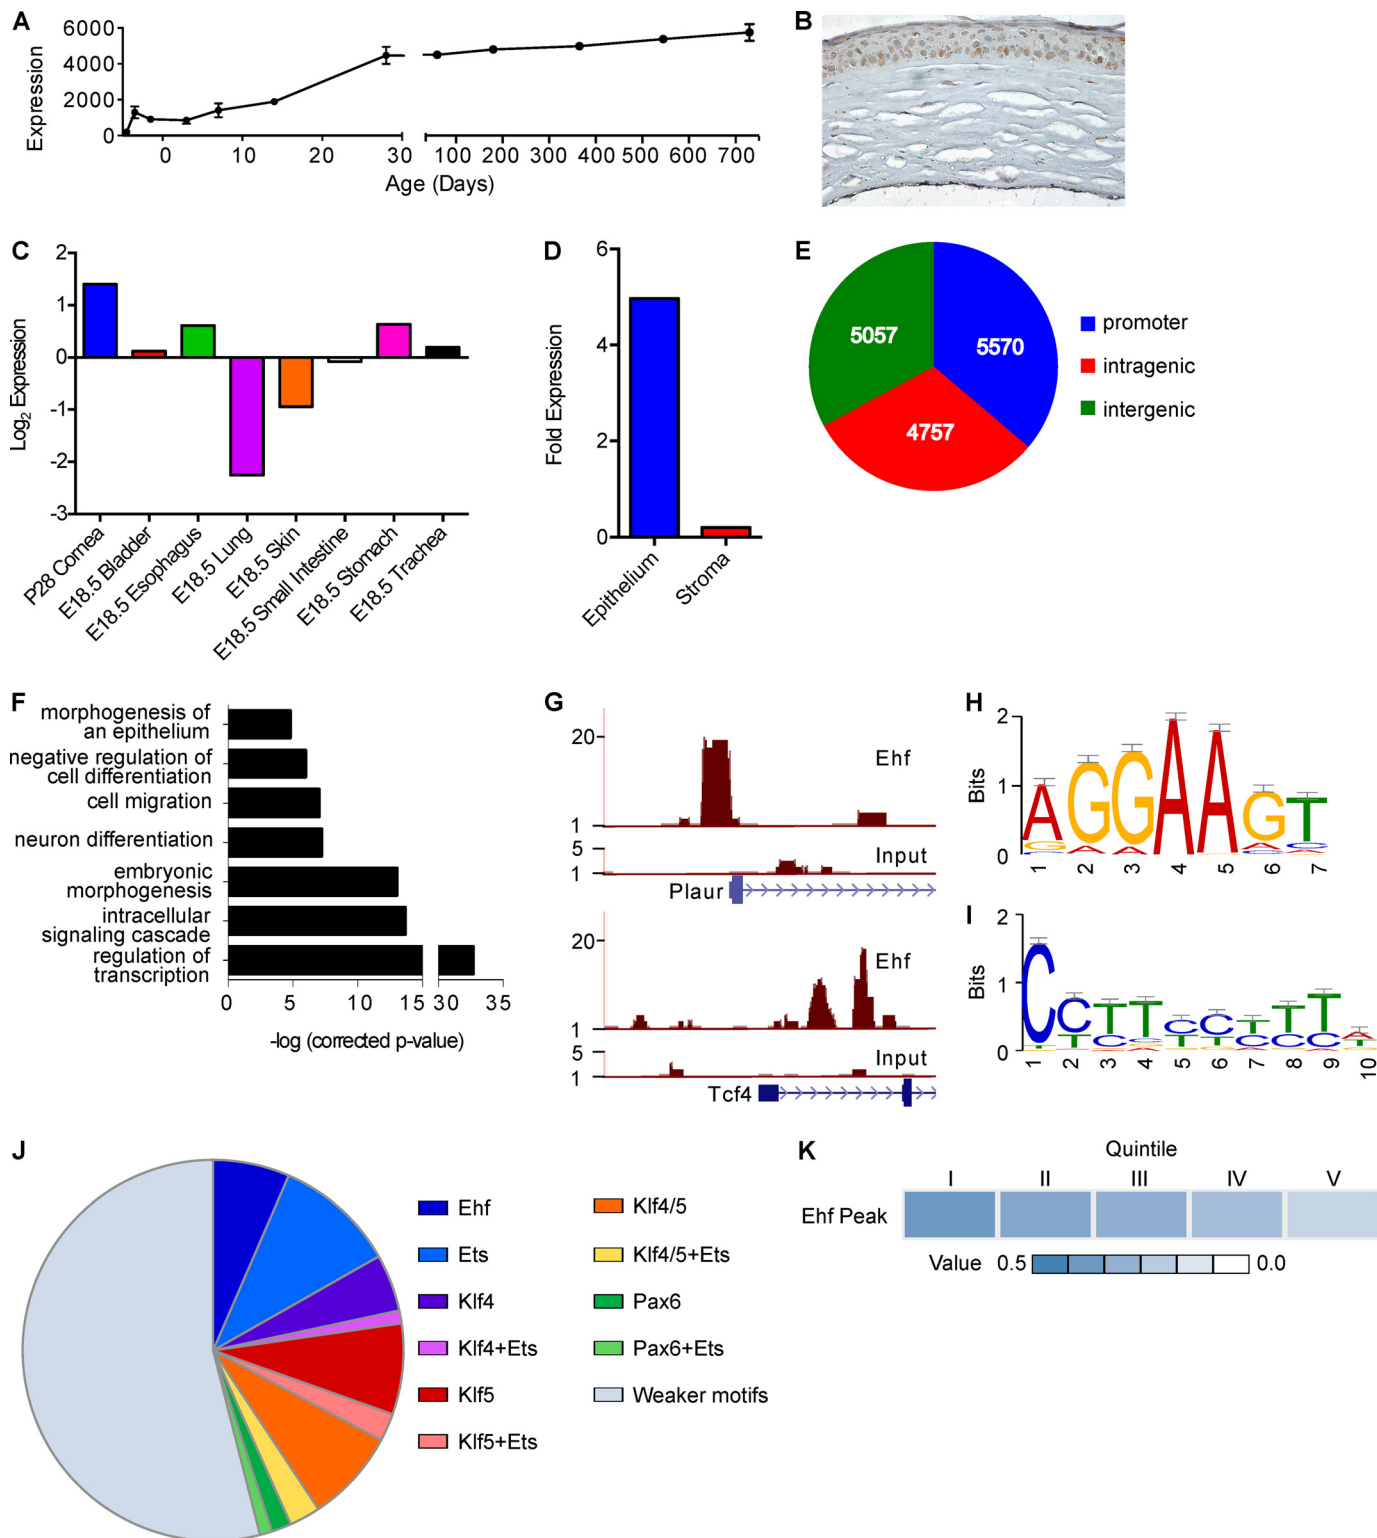 A
Expression
6000
4000
2000
0
0 10 20 30 100 200 300 400 500 600 700
Age (Days)
B
C
Log2 Expression
2
1
0
-1
-2
-3
P28 Cornea
E18.5 Bladder
E18.5 Esophagus
E18.5 Lung
E18.5 Skin
E18.5 Small Intestine
E18.5 Stomach
E18.5 Trachea
D
Fold Expression
6
4
2
0
Epithelium
Stroma
E
5057
5570
4757
promoter
intragenic
intergenic
F
morphogenesis of
an epithelium
negative regulation of
cell differentiation
cell migration
neuron differentiation
embryonic
morphogenesis
intracellular
signaling cascade
regulation of
transcription
0 5 10 15 30 35
-log (corrected p-value)
G
20
Ehf
1
5
Input
1
Plaur
20
Ehf
1
5
Input
1
Tcf4
H
Bits
2
1
0
AGGAAGT
1 2 3 4 5 6 7
I
Bits
2
1
0
CCTTCCTTTA
1 2 3 4 5 6 7 8 9 10
J
Ehf
Ets
Klf4
Klf4+Ets
Klf5
Klf5+Ets
Klf4/5
Klf4/5+Ets
Pax6
Pax6+Ets
Weaker motifs
K
Quintile
I II III IV V
Ehf Peak
Value 0.5 0.0